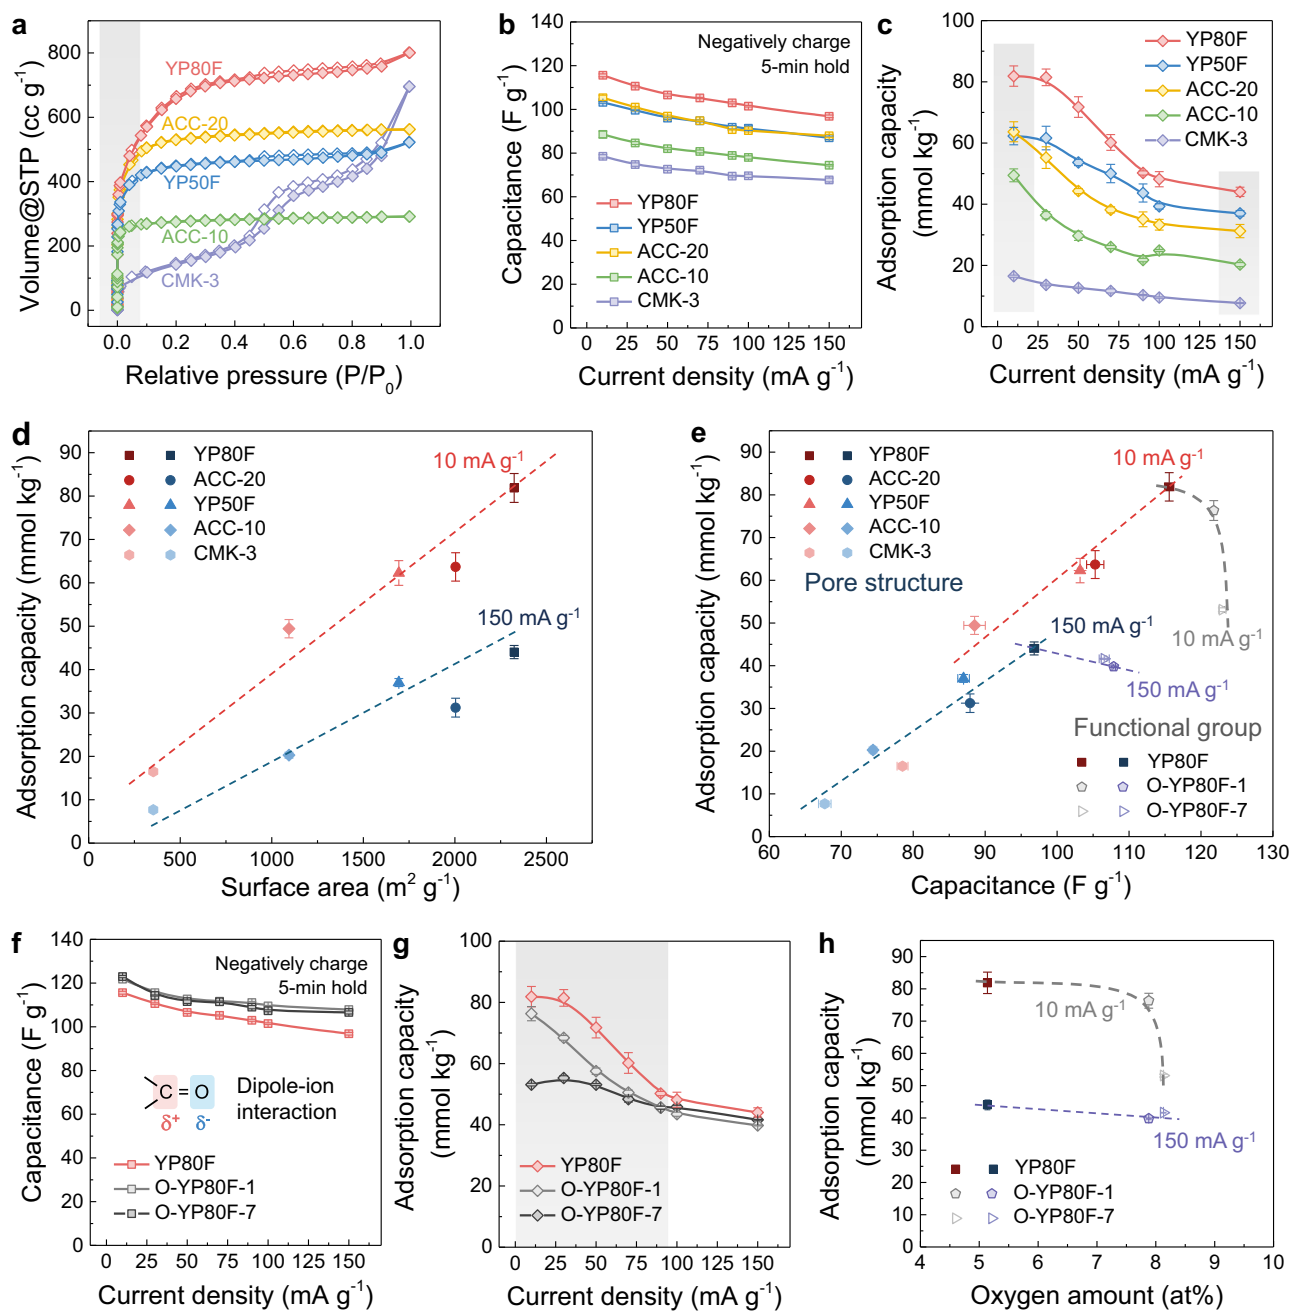 a
Volume@STP (cc g⁻¹)
800
600
400
200
0
YP80F
ACC-20
YP50F
ACC-10
CMK-3
0.0 0.2 0.4 0.6 0.8 1.0
Relative pressure (P/P₀)
b
Capacitance (F g⁻¹)
140
120
100
80
60
40
20
0
Negatively charge
5-min hold
YP80F
YP50F
ACC-20
ACC-10
CMK-3
0 25 50 75 100 125 150
Current density (mA g⁻¹)
c
Adsorption capacity
(mmol kg⁻¹)
100
80
60
40
20
0
YP80F
YP50F
ACC-20
ACC-10
CMK-3
0 25 50 75 100 125 150
Current density (mA g⁻¹)
d
Adsorption capacity (mmol kg⁻¹)
90
80
70
60
50
40
30
20
10
0
YP80F
ACC-20
YP50F
ACC-10
CMK-3
10 mA g⁻¹
150 mA g⁻¹
0 500 1000 1500 2000 2500
Surface area (m² g⁻¹)
e
Adsorption capacity (mmol kg⁻¹)
90
80
70
60
50
40
30
20
10
0
YP80F
ACC-20
YP50F
ACC-10
CMK-3
Pore structure
10 mA g⁻¹
150 mA g⁻¹
10 mA g⁻¹
150 mA g⁻¹
Functional group
YP80F
O-YP80F-1
O-YP80F-7
60 70 80 90 100 110 120 130
Capacitance (F g⁻¹)
f
Capacitance (F g⁻¹)
140
120
100
80
60
40
20
0
Negatively charge
5-min hold
C=O
δ⁺ δ⁻
Dipole-ion
interaction
YP80F
O-YP80F-1
O-YP80F-7
0 25 50 75 100 125 150
Current density (mA g⁻¹)
g
Adsorption capacity
(mmol kg⁻¹)
100
80
60
40
20
0
YP80F
O-YP80F-1
O-YP80F-7
0 25 50 75 100 125 150
Current density (mA g⁻¹)
h
Adsorption capacity
(mmol kg⁻¹)
90
80
70
60
50
40
30
20
10
0
10 mA g⁻¹
150 mA g⁻¹
YP80F
O-YP80F-1
O-YP80F-7
4 5 6 7 8 9 10
Oxygen amount (at%)